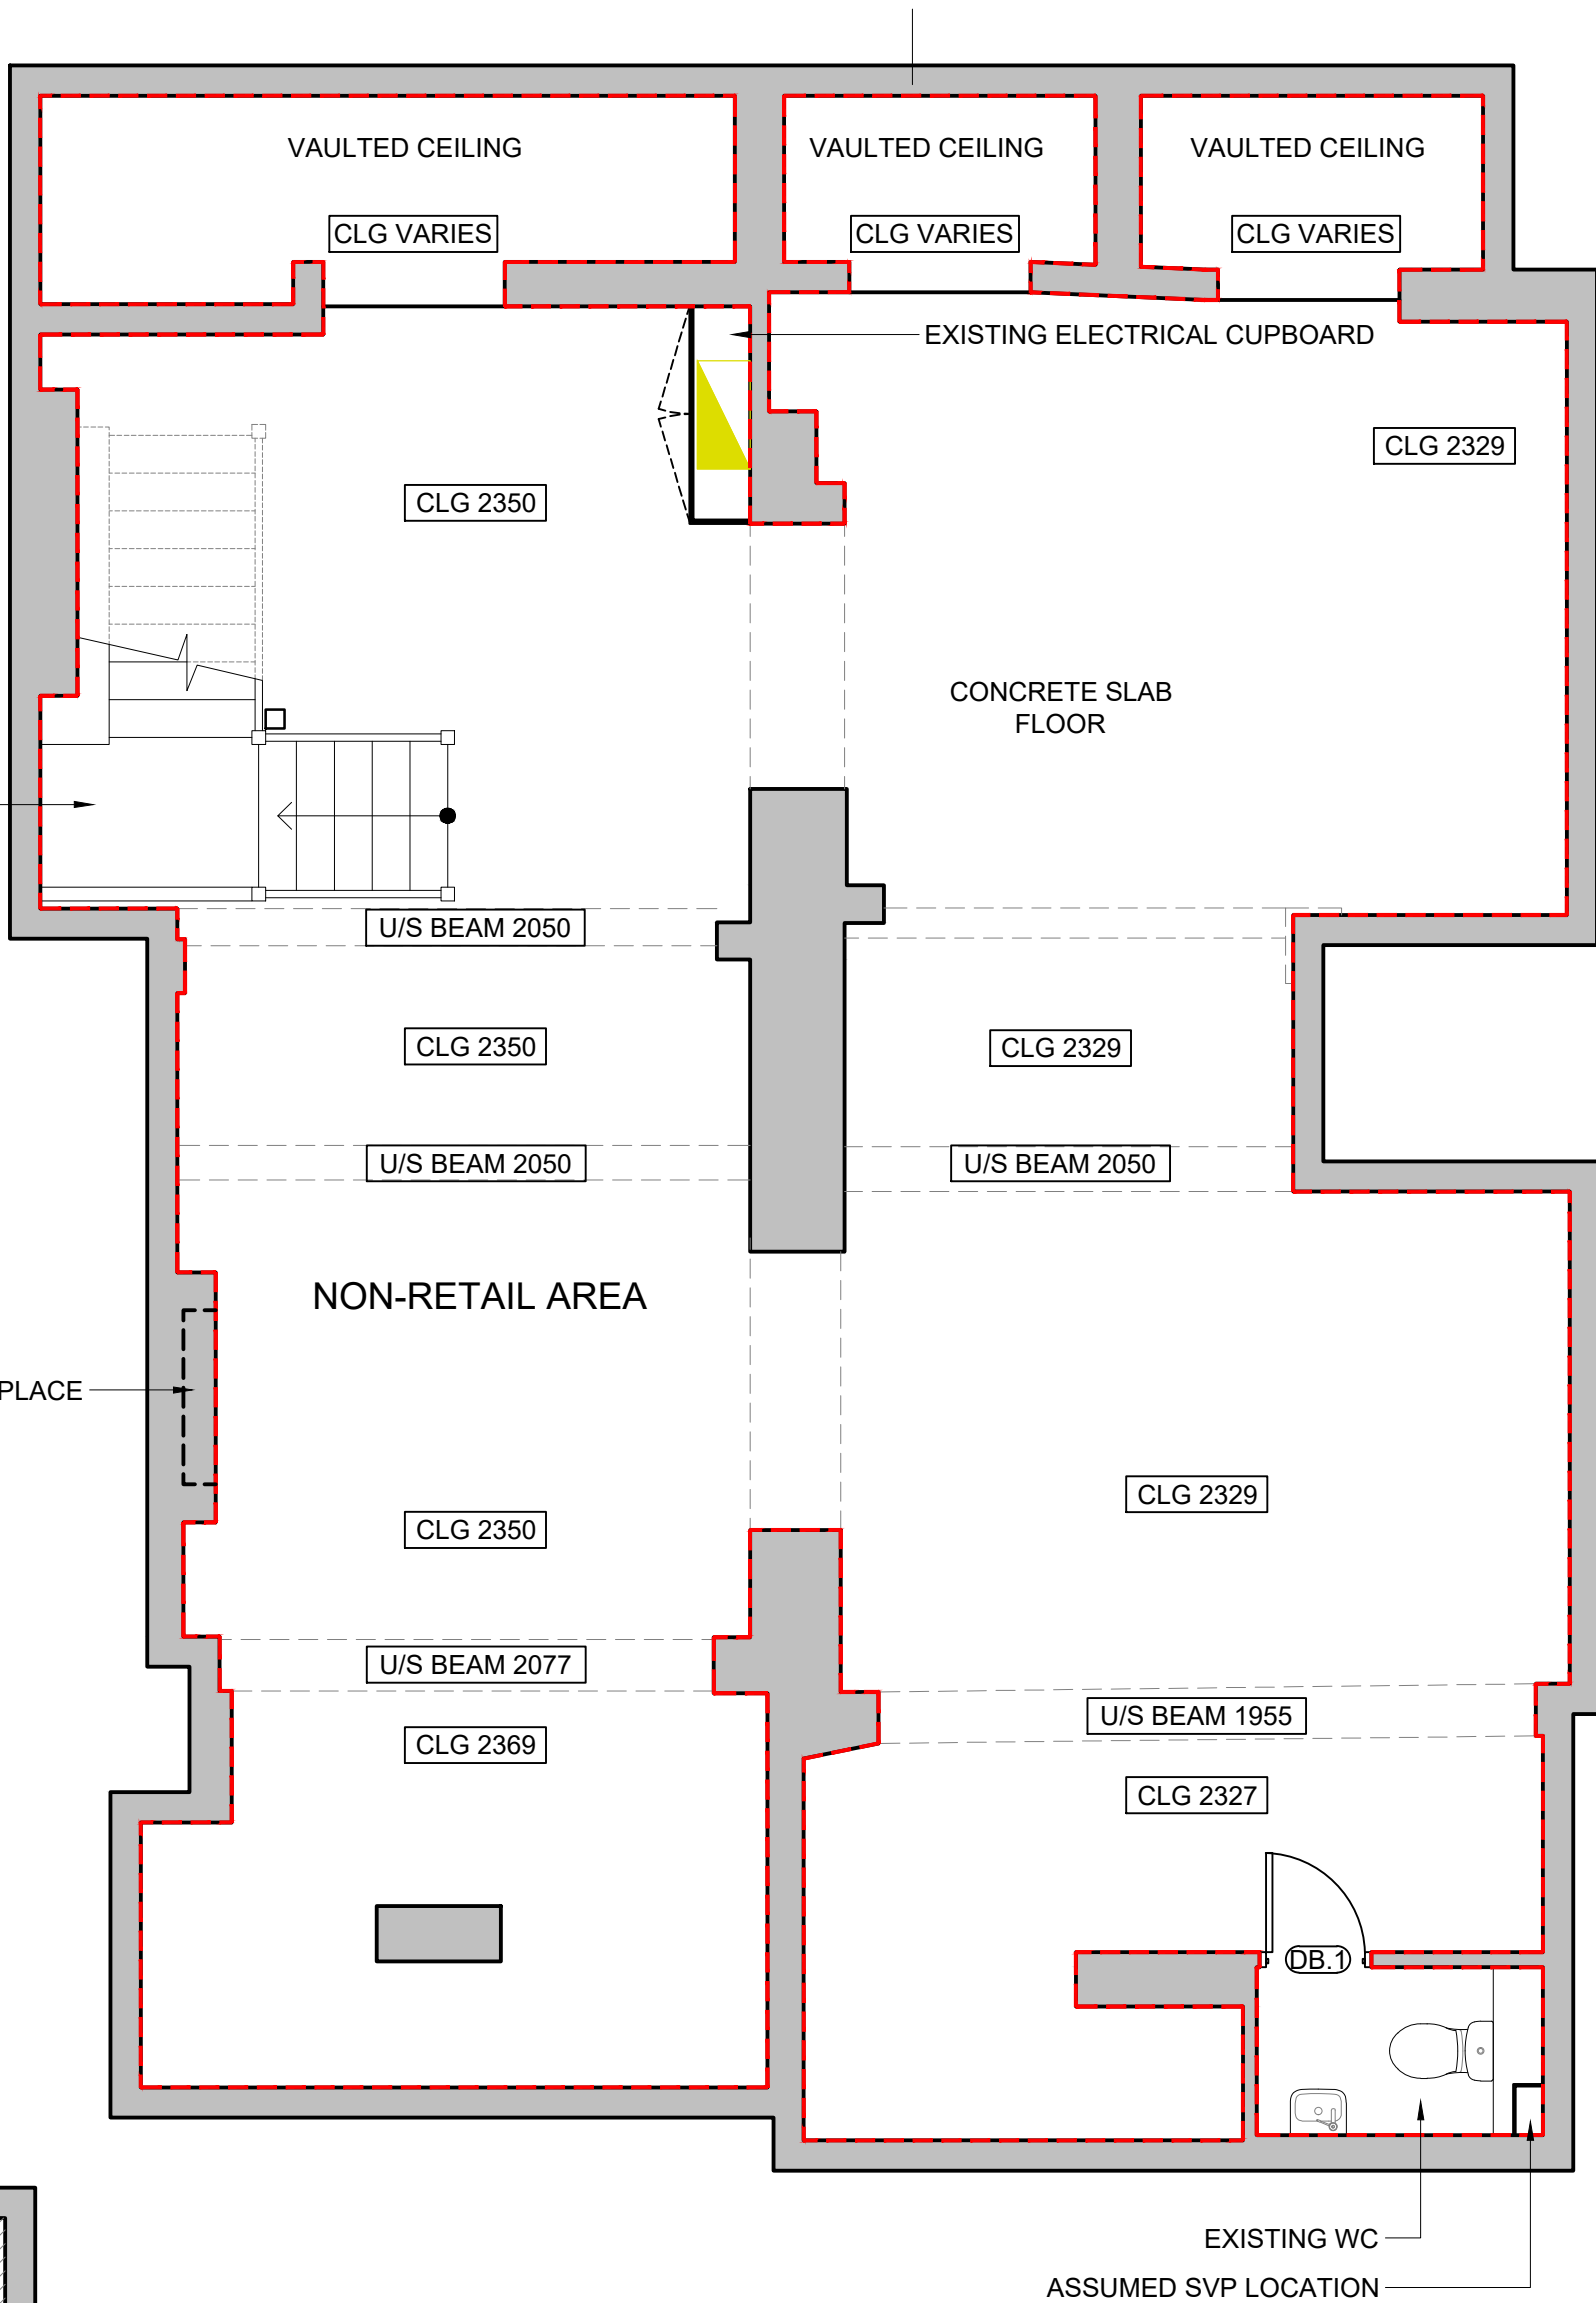 VAULTED CEILING
VAULTED CEILING
VAULTED CEILING
CLG VARIES
CLG VARIES
CLG VARIES
EXISTING ELECTRICAL CUPBOARD
CLG 2329
CLG 2350
CONCRETE SLAB
FLOOR
U/S BEAM 2050
CLG 2350
CLG 2329
U/S BEAM 2050
U/S BEAM 2050
NON-RETAIL AREA
PLACE
CLG 2329
CLG 2350
U/S BEAM 2077
U/S BEAM 1955
CLG 2369
CLG 2327
DB.1
EXISTING WC
ASSUMED SVP LOCATION